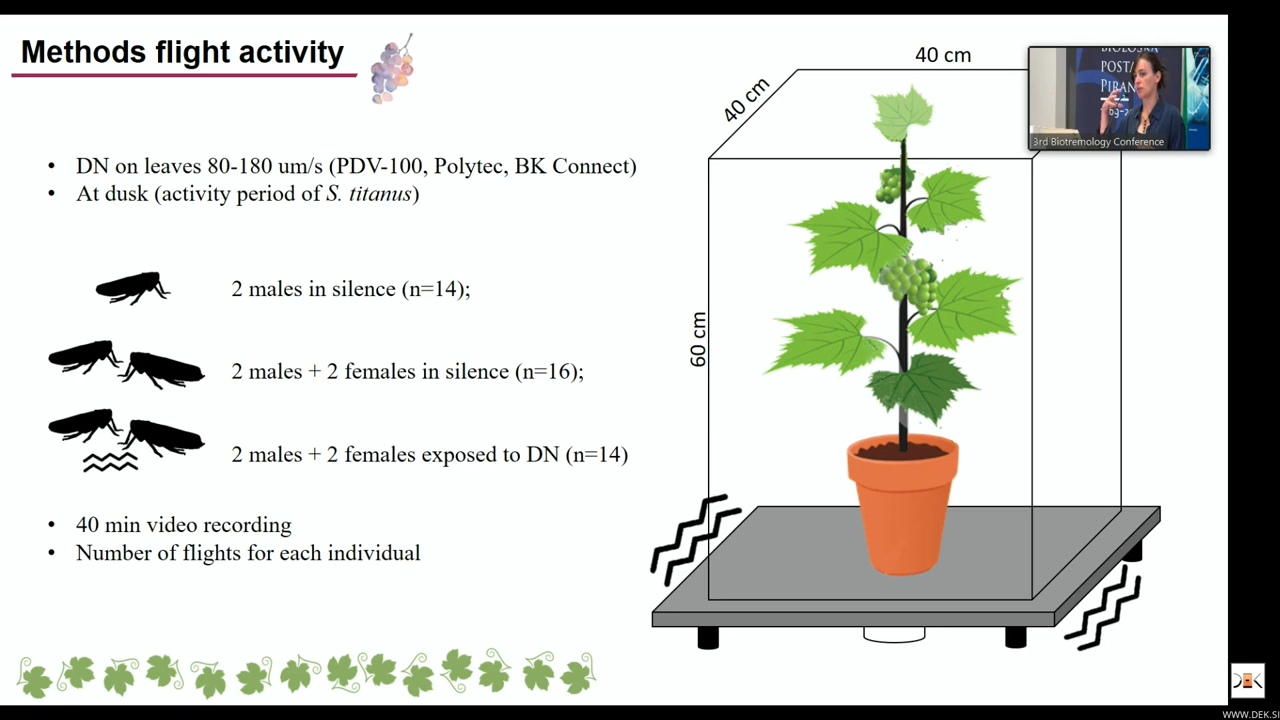 Methods flight activity
40 cm
40 cm
BIOLOŠKA
POSTA
PIRAN
3rd Biotremology Conference
• DN on leaves 80-180 um/s (PDV-100, Polytec, BK Connect)
• At dusk (activity period of S. titanus)
2 males in silence (n=14);
60 cm
2 males + 2 females in silence (n=16);
2 males + 2 females exposed to DN (n=14)
• 40 min video recording
• Number of flights for each individual
WWW.DEK.SI